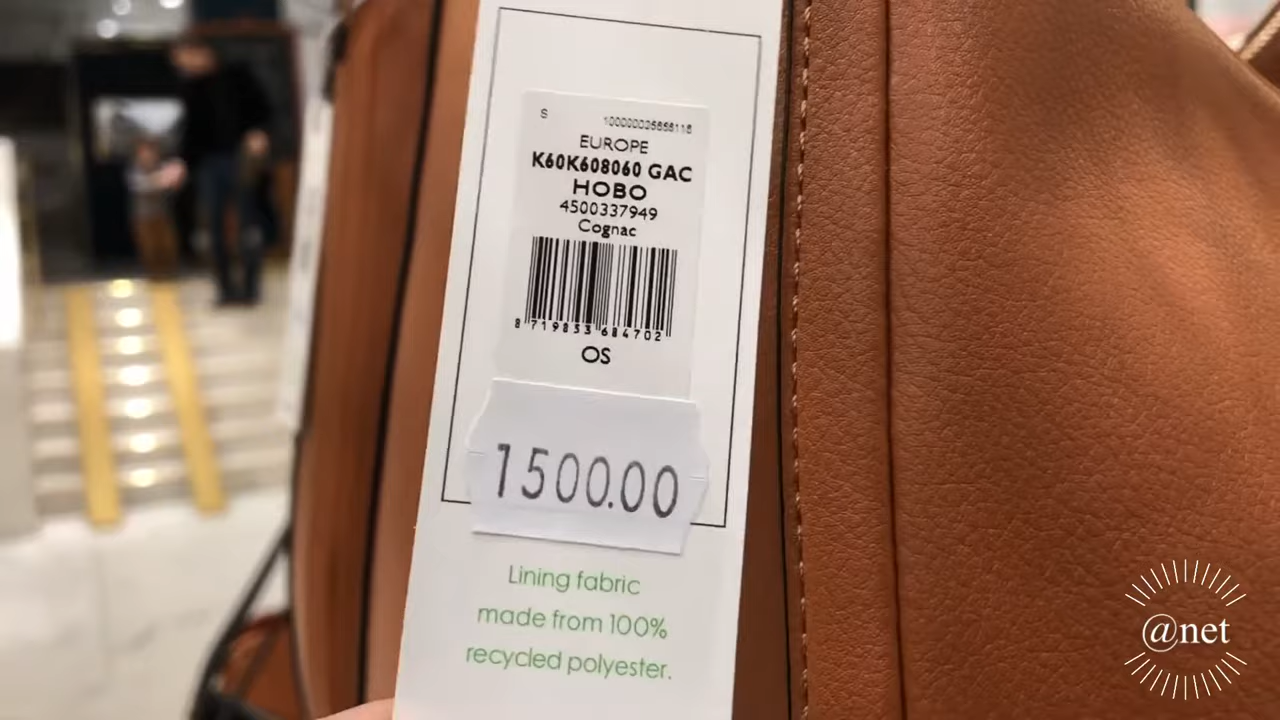 S
EUROPE
K60K608060 GAC
HOBO
4500337949
Cognac
8 719853 684702
OS
1500.00
Lining fabric
made from 100%
recycled polyester.
@net